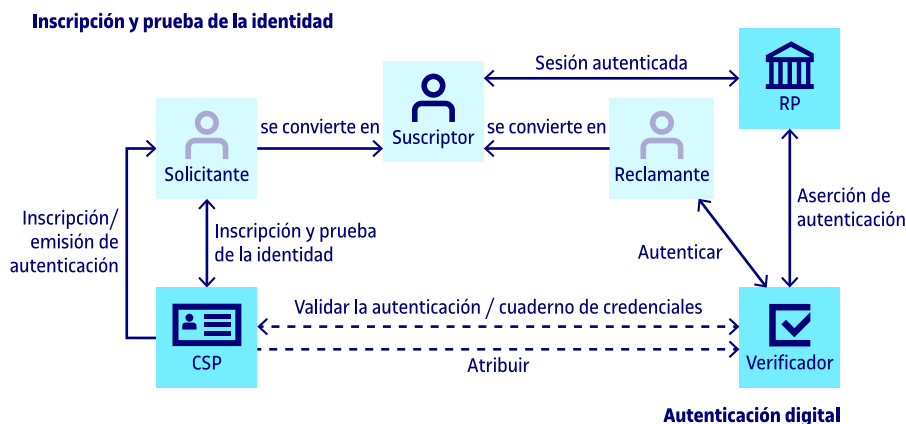 Inscripción y prueba de la identidad
Sesión autenticada
RP
Suscriptor
se convierte en
se convierte en
Solicitante
Reclamante
Inscripción/
emisión de
autenticación
Inscripción y prueba
de la identidad
Aserción de
autenticación
Autenticar
Validar la autenticación / cuaderno de credenciales
CSP
Atribuir
Verificador
Autenticación digital